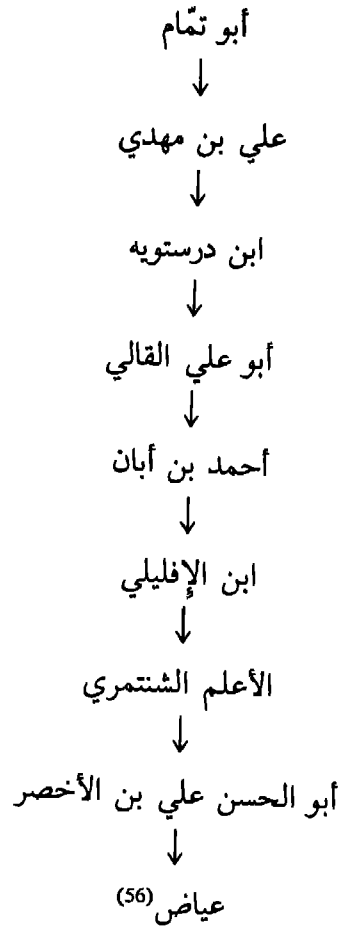 أبو تمّام
↓
علي بن مهدي
↓
ابن درستويه
↓
أبو علي القالي
↓
أحمد بن أبان
↓
ابن الإفليلي
↓
الأعلم الشنتمري
↓
أبو الحسن علي بن الأخصر
↓
عياض(56)